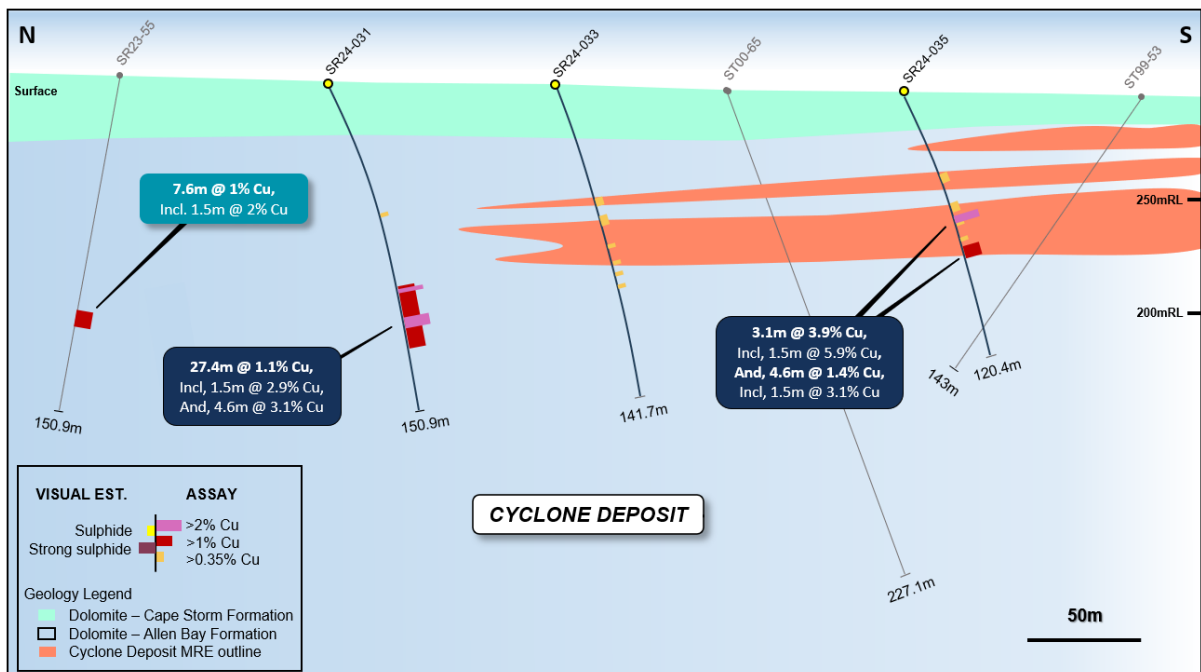 N
S
SR23-55
SR24-031
SR24-033
ST00-65
SR24-035
ST99-53
Surface
7.6m @ 1% Cu,
Incl. 1.5m @ 2% Cu
250mRL
200mRL
27.4m @ 1.1% Cu,
Incl, 1.5m @ 2.9% Cu
And, 4.6m @ 3.1% Cu
3.1m @ 3.9% Cu,
Incl, 1.5m @ 5.9% Cu,
And, 4.6m @ 1.4% Cu,
Incl, 1.5m @ 3.1% Cu
150.9m
150.9m
141.7m
143m
120.4m
227.1m
CYCLONE DEPOSIT
VISUAL EST.
ASSAY
Sulphide
Strong sulphide
>2% Cu
>1% Cu
>0.35% Cu
Geology Legend
Dolomite – Cape Storm Formation
Dolomite – Allen Bay Formation
Cyclone Deposit MRE outline
50m